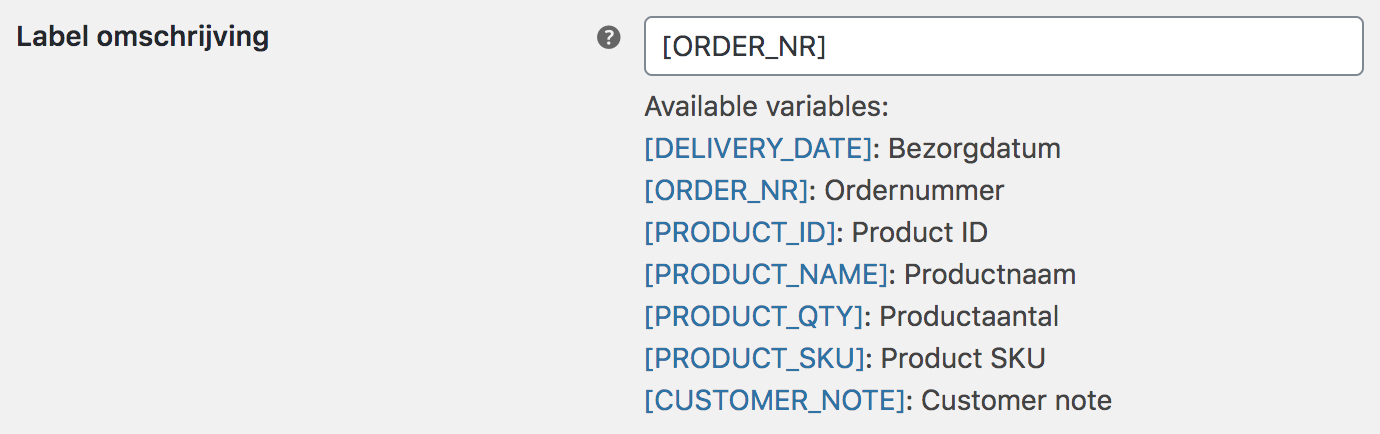 Label omschrijving
?
[ORDER_NR]
Available variables:
[DELIVERY_DATE]: Bezorgdatum
[ORDER_NR]: Ordernummer
[PRODUCT_ID]: Product ID
[PRODUCT_NAME]: Productnaam
[PRODUCT_QTY]: Productaantal
[PRODUCT_SKU]: Product SKU
[CUSTOMER_NOTE]: Customer note